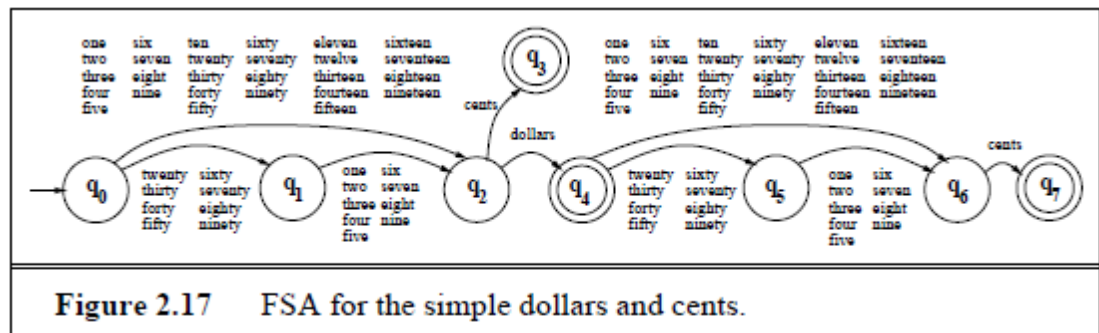 one six ten sixty eleven sixteen
two seven twenty seventy twelve seventeen
three eight thirty eighty thirteen eighteen
four nine forty ninety fourteen nineteen
five fifty fifteen
q3
cents
one six ten sixty eleven sixteen
two seven twenty seventy twelve seventeen
three eight thirty eighty thirteen eighteen
four nine forty ninety fourteen nineteen
five fifty fifteen
dollars
cents
q0
twenty sixty
thirty seventy
forty eighty
fifty ninety
q1
one six
two seven
three eight
four nine
five
q2
q4
twenty sixty
thirty seventy
forty eighty
fifty ninety
q5
one six
two seven
three eight
four nine
five
q6
q7
Figure 2.17 FSA for the simple dollars and cents.